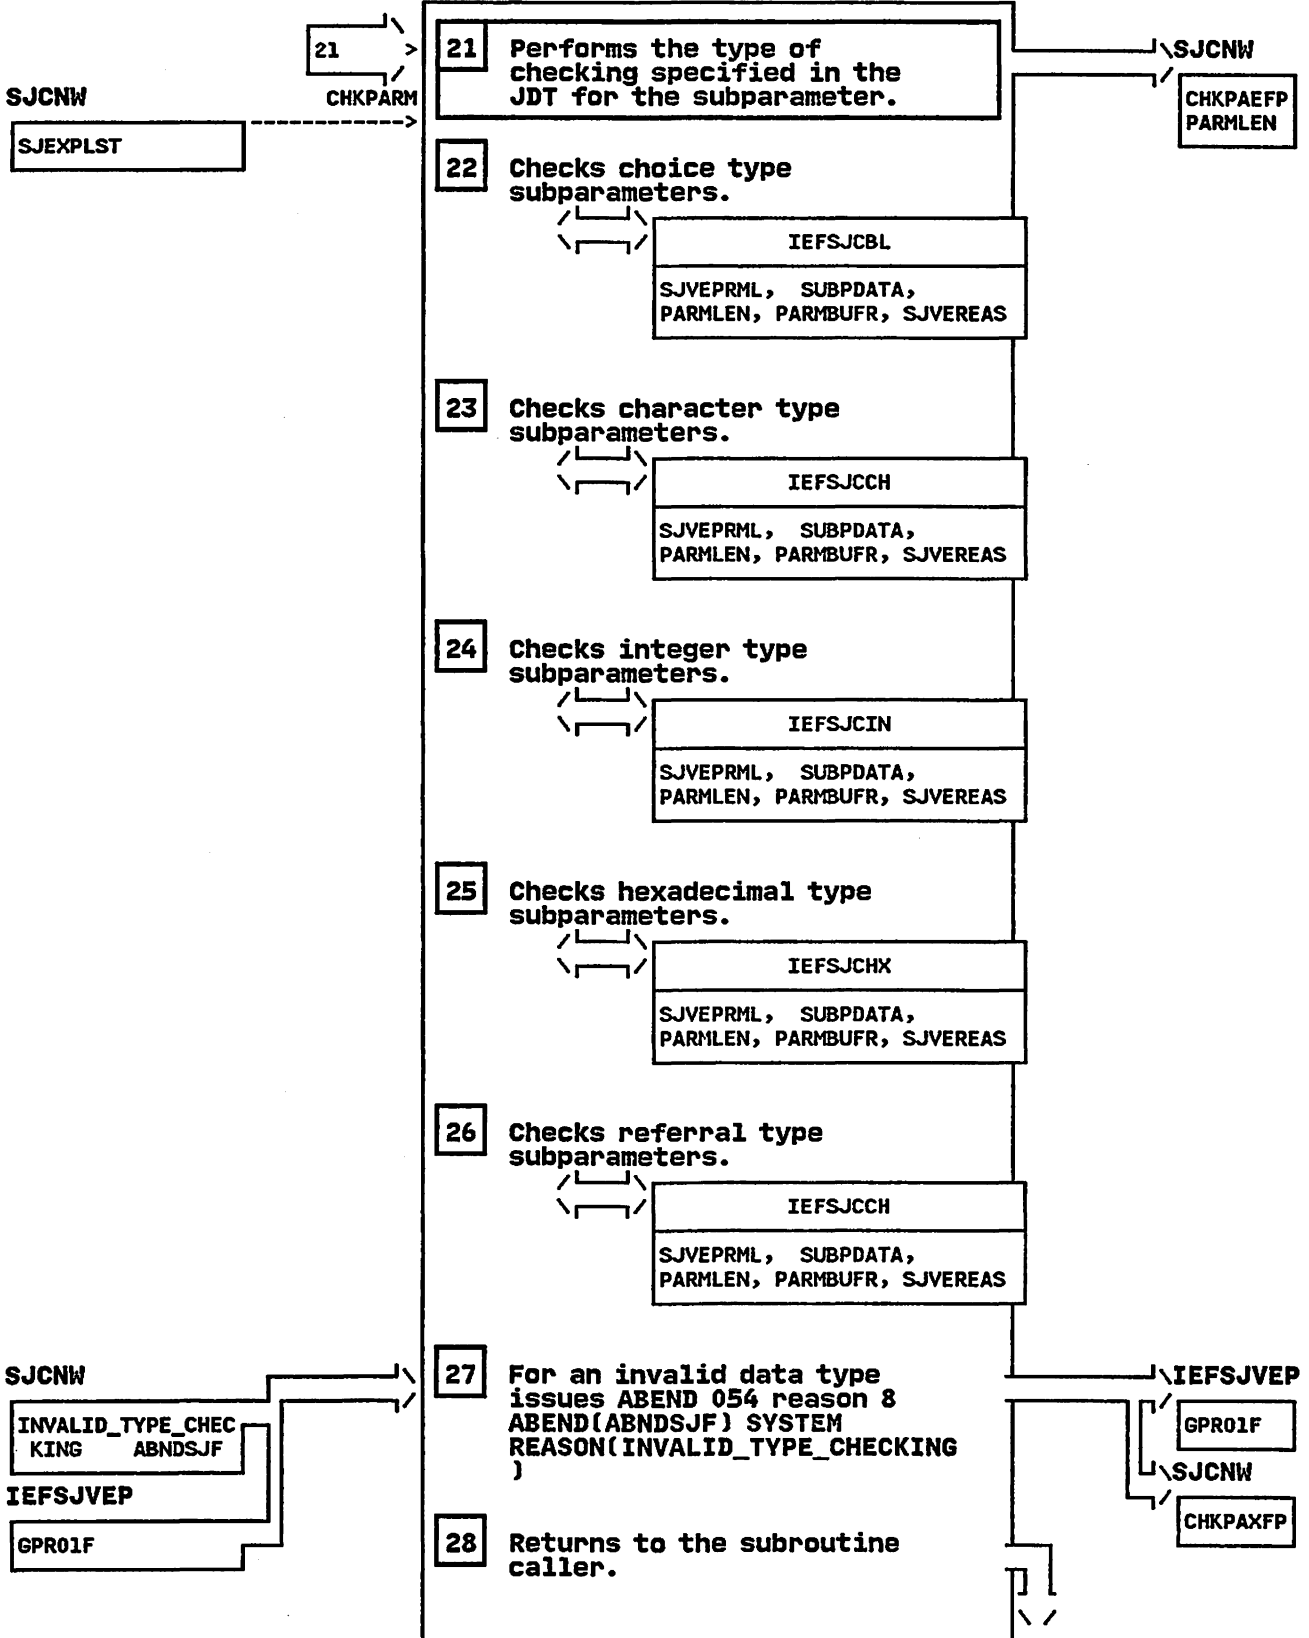 21
CHKPARM
SJCNW
SJEXPLST
21 Performs the type of
checking specified in the
JDT for the subparameter.
SJCNW
CHKPAEFP
PARMLEN
22 Checks choice type
subparameters.
IEFSJCBL
SJVEPRML, SUBPDATA,
PARMLEN, PARMBUFR, SJVEREAS
23 Checks character type
subparameters.
IEFSJCCH
SJVEPRML, SUBPDATA,
PARMLEN, PARMBUFR, SJVEREAS
24 Checks integer type
subparameters.
IEFSJCIN
SJVEPRML, SUBPDATA,
PARMLEN, PARMBUFR, SJVEREAS
25 Checks hexadecimal type
subparameters.
IEFSJCHX
SJVEPRML, SUBPDATA,
PARMLEN, PARMBUFR, SJVEREAS
26 Checks referral type
subparameters.
IEFSJCCH
SJVEPRML, SUBPDATA,
PARMLEN, PARMBUFR, SJVEREAS
SJCNW
INVALID_TYPE_CHEC
KING ABNDSJF
IEFSJVEP
GPR01F
27 For an invalid data type
issues ABEND 054 reason 8
ABEND(ABNDSJF) SYSTEM
REASON(INVALID_TYPE_CHECKING
)
IEFSJVEP
GPR01F
SJCNW
CHKPAXFP
28 Returns to the subroutine
caller.